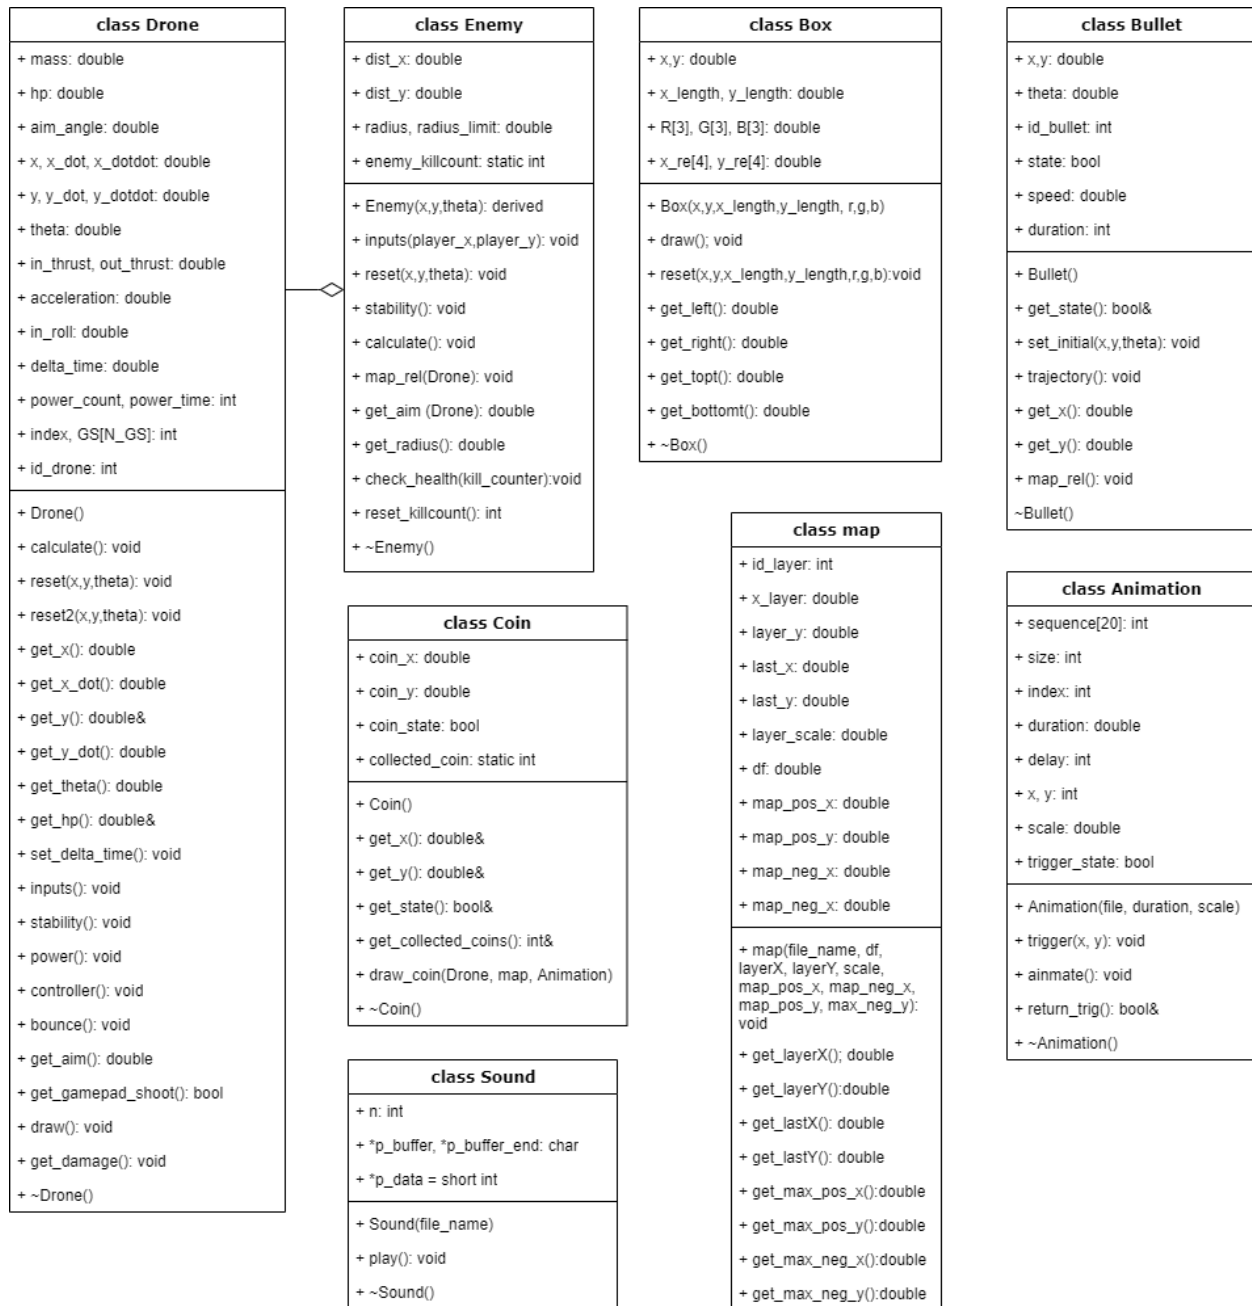 class Drone
+ mass: double
+ hp: double
+ aim_angle: double
+ x, x_dot, x_dotdot: double
+ y, y_dot, y_dotdot: double
+ theta: double
+ in_thrust, out_thrust: double
+ acceleration: double
+ in_roll: double
+ delta_time: double
+ power_count, power_time: int
+ index, GS[N_GS]: int
+ id_drone: int
+ Drone()
+ calculate(): void
+ reset(x,y,theta): void
+ reset2(x,y,theta): void
+ get_x(): double
+ get_x_dot(): double
+ get_y(): double&
+ get_y_dot(): double
+ get_theta(): double
+ get_hp(): double&
+ set_delta_time(): void
+ inputs(): void
+ stability(): void
+ power(): void
+ controller(): void
+ bounce(): void
+ get_aim(): double
+ get_gamepad_shoot(): bool
+ draw(): void
+ get_damage(): void
+ ~Drone()
class Enemy
+ dist_x: double
+ dist_y: double
+ radius, radius_limit: double
+ enemy_killcount: static int
+ Enemy(x,y,theta): derived
+ inputs(player_x,player_y): void
+ reset(x,y,theta): void
+ stability(): void
+ calculate(): void
+ map_rel(Drone): void
+ get_aim (Drone): double
+ get_radius(): double
+ check_health(kill_counter):void
+ reset_killcount(): int
+ ~Enemy()
class Coin
+ coin_x: double
+ coin_y: double
+ coin_state: bool
+ collected_coin: static int
+ Coin()
+ get_x(): double&
+ get_y(): double&
+ get_state(): bool&
+ get_collected_coins(): int&
+ draw_coin(Drone, map, Animation)
+ ~Coin()
class Sound
+ n: int
+ *p_buffer, *p_buffer_end: char
+ *p_data = short int
+ Sound(file_name)
+ play(): void
+ ~Sound()
class Box
+ x,y: double
+ x_length, y_length: double
+ R[3], G[3], B[3]: double
+ x_re[4], y_re[4]: double
+ Box(x,y,x_length,y_length, r,g,b)
+ draw(); void
+ reset(x,y,x_length,y_length,r,g,b):void
+ get_left(): double
+ get_right(): double
+ get_topt(): double
+ get_bottomt(): double
+ ~Box()
class map
+ id_layer: int
+ x_layer: double
+ layer_y: double
+ last_x: double
+ last_y: double
+ layer_scale: double
+ df: double
+ map_pos_x: double
+ map_pos_y: double
+ map_neg_x: double
+ map_neg_x: double
+ map(file_name, df,
layerX, layerY, scale,
map_pos_x, map_neg_x,
map_pos_y, max_neg_y):
void
+ get_layerX(); double
+ get_layerY():double
+ get_lastX(): double
+ get_lastY(): double
+ get_max_pos_x():double
+ get_max_pos_y():double
+ get_max_neg_x():double
+ get_max_neg_y():double
class Bullet
+ x,y: double
+ theta: double
+ id_bullet: int
+ state: bool
+ speed: double
+ duration: int
+ Bullet()
+ get_state(): bool&
+ set_initial(x,y,theta): void
+ trajectory(): void
+ get_x(): double
+ get_y(): double
+ map_rel(): void
~Bullet()
class Animation
+ sequence[20]: int
+ size: int
+ index: int
+ duration: double
+ delay: int
+ x, y: int
+ scale: double
+ trigger_state: bool
+ Animation(file, duration, scale)
+ trigger(x, y): void
+ ainmate(): void
+ return_trig(): bool&
+ ~Animation()